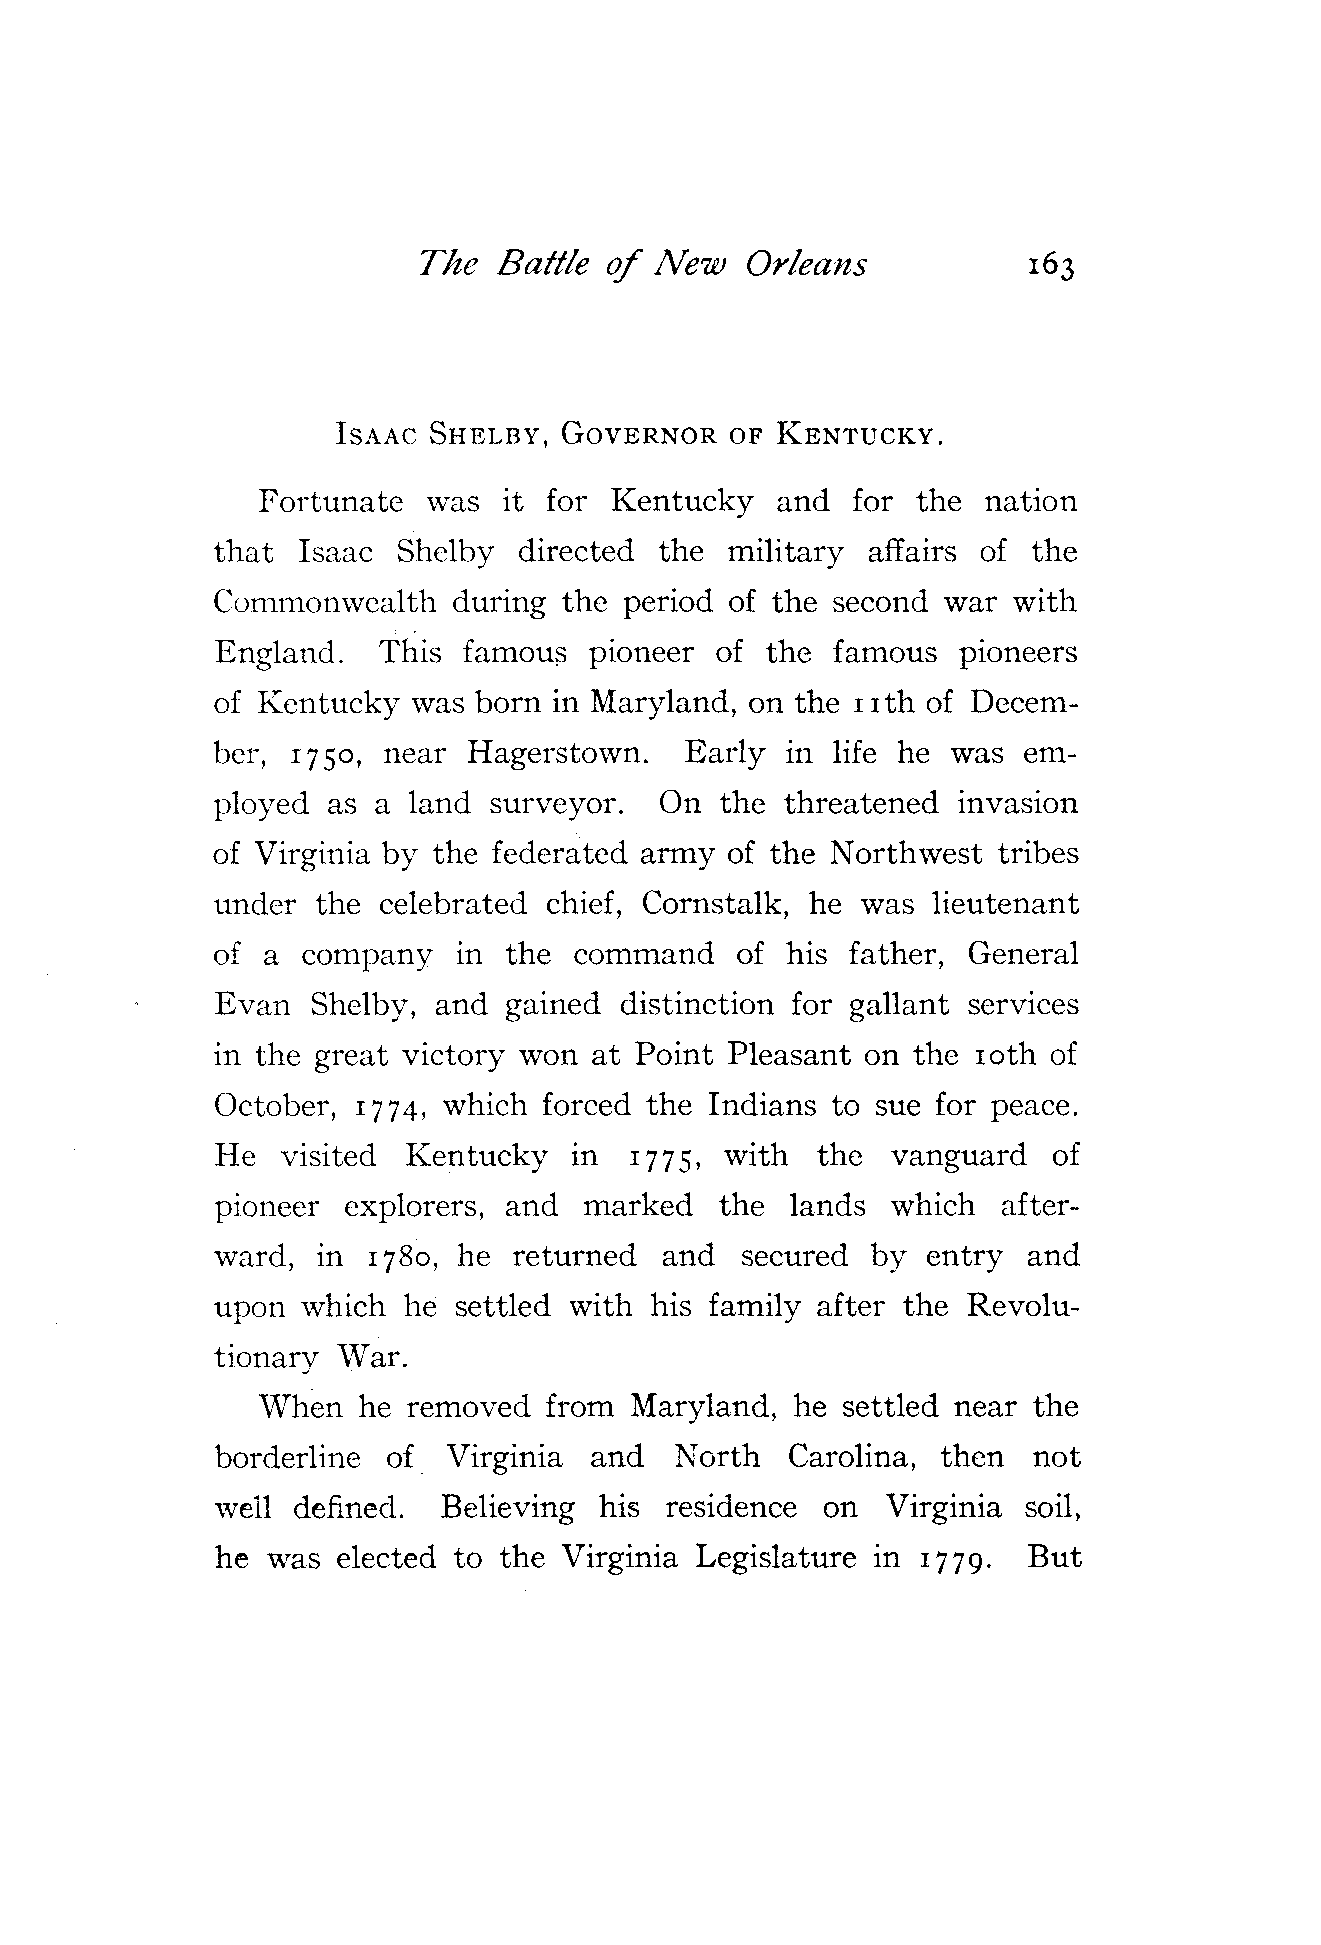 The Battle of New Orleans 163
Isaac Shelby, Governor of Kentucky.
Fortunate was it for Kentucky and for the nation
that Isaac Shelby directed the military affairs of the
Commonwealth during the period of the second war with
England. This famous pioneer of the famous pioneers
of Kentucky was born in Maryland, on the 11th of Decem-
ber, 1750, near Hagerstown. Early in life he was em-
ployed as a land surveyor. On the threatened invasion
of Virginia by the federated army of the Northwest tribes
under the celebrated chief, Cornstalk, he was lieutenant
of a company in the command of his father, General
Evan Shelby, and gained distinction for gallant services
in the great victory won at Point Pleasant on the 10th of
October, 1774, which forced the Indians to sue for peace.
He visited Kentucky in 1775, with the vanguard of
pioneer explorers, and marked the lands which after-
ward, in 1780, he returned and secured by entry and
upon which he settled with his family after the Revolu-
tionary War.
When he removed from Maryland, he settled near the
borderline of Virginia and North Carolina, then not
well defined. Believing his residence on Virginia soil,
he was elected to the Virginia Legislature in 1779. But